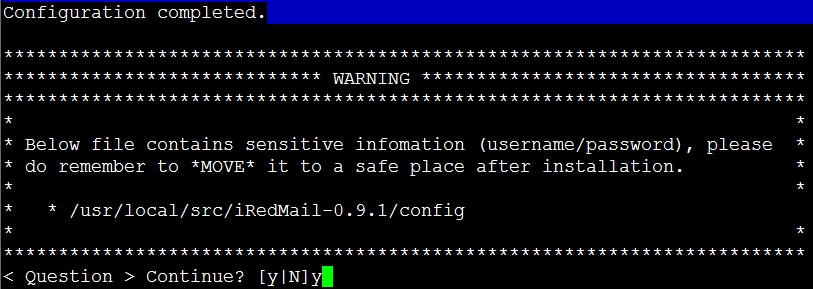 Configuration completed.
*************************************************************************
***************************** WARNING ***********************************
*************************************************************************
* *
* Below file contains sensitive infomation (username/password), please *
* do remember to *MOVE* it to a safe place after installation. *
* *
* * /usr/local/src/iRedMail-0.9.1/config
* *
*************************************************************************
< Question > Continue? [y|N]y